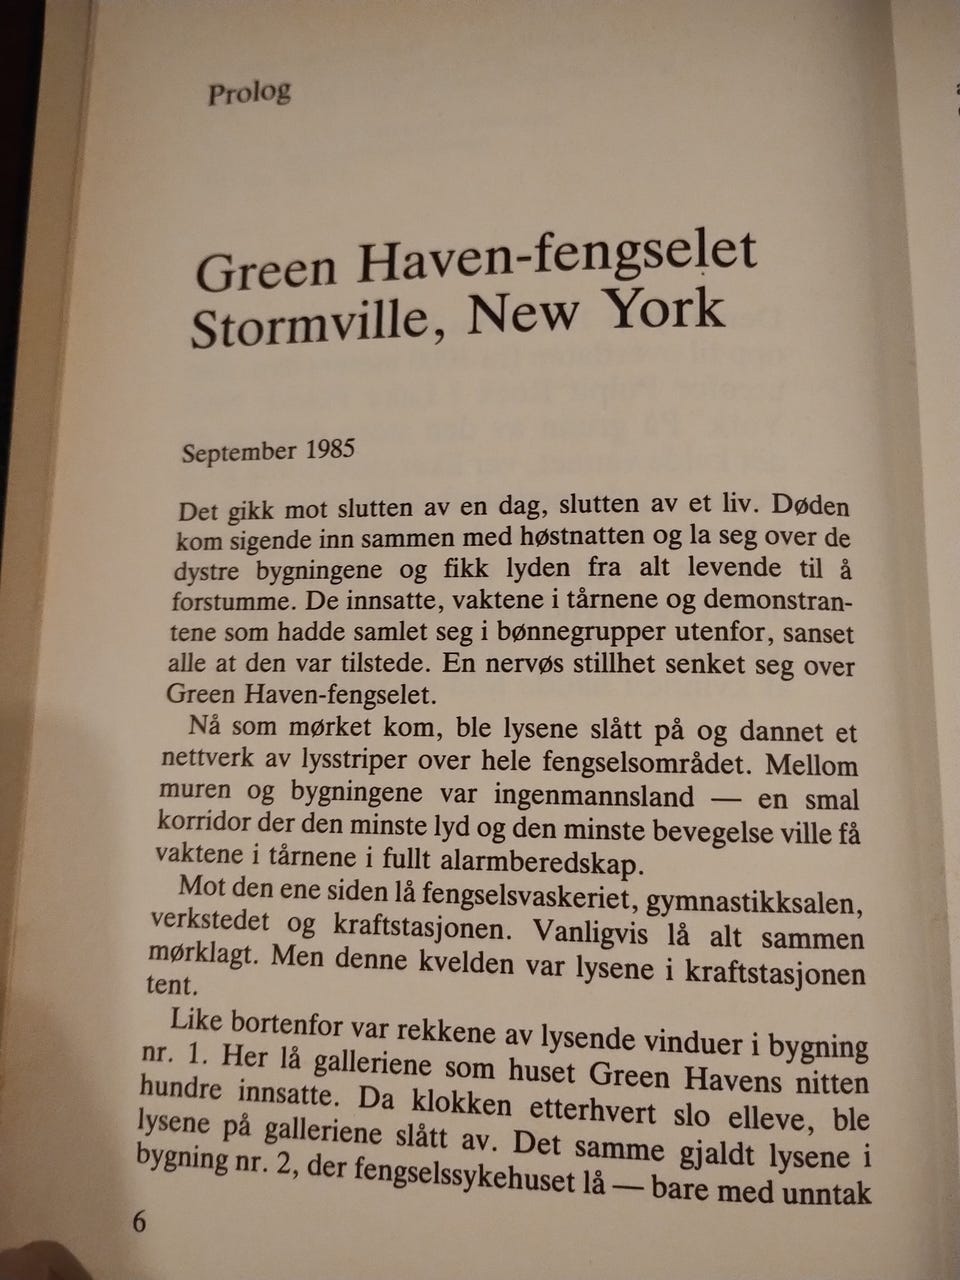 Prolog
Green Haven-fengselet
Stormville, New York
September 1985
Det gikk mot slutten av en dag, slutten av et liv. Døden
kom sigende inn sammen med høstnatten og la seg over de
dystre bygningene og fikk lyden fra alt levende til å
forstumme. De innsatte, vaktene i tårnene og demonstran-
tene som hadde samlet seg i bønnegrupper utenfor, sanset
alle at den var tilstede. En nervøs stillhet senket seg over
Green Haven-fengselet.
Nå som mørket kom, ble lysene slått på og dannet et
nettverk av lysstriper over hele fengselsområdet. Mellom
muren og bygningene var ingenmannsland — en smal
korridor der den minste lyd og den minste bevegelse ville få
vaktene i tårnene i fullt alarmberedskap.
Mot den ene siden lå fengselsvaskeriet, gymnastikksalen,
verkstedet og kraftstasjonen. Vanligvis lå alt sammen
mørklagt. Men denne kvelden var lysene i kraftstasjonen
tent.
Like bortenfor var rekkene av lysende vinduer i bygning
nr. 1. Her lå galleriene som huset Green Havens nitten
hundre innsatte. Da klokken etterhvert slo elleve, ble
lysene på galleriene slått av. Det samme gjaldt lysene i
bygning nr. 2, der fengselssykehuset lå — bare med unntak
6